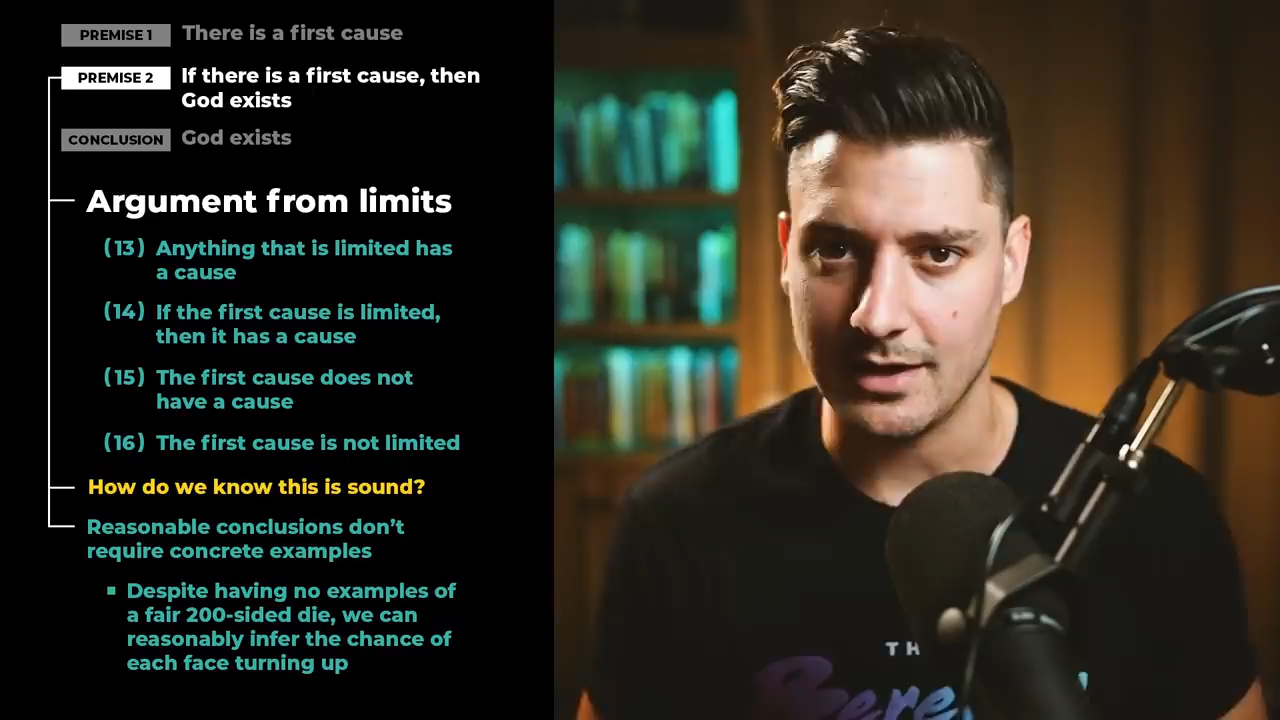 PREMISE 1 There is a first cause
PREMISE 2 If there is a first cause, then
God exists
CONCLUSION God exists
Argument from limits
(13) Anything that is limited has
a cause
(14) If the first cause is limited,
then it has a cause
(15) The first cause does not
have a cause
(16) The first cause is not limited
How do we know this is sound?
Reasonable conclusions don’t
require concrete examples
▪ Despite having no examples of
a fair 200-sided die, we can
reasonably infer the chance of
each face turning up